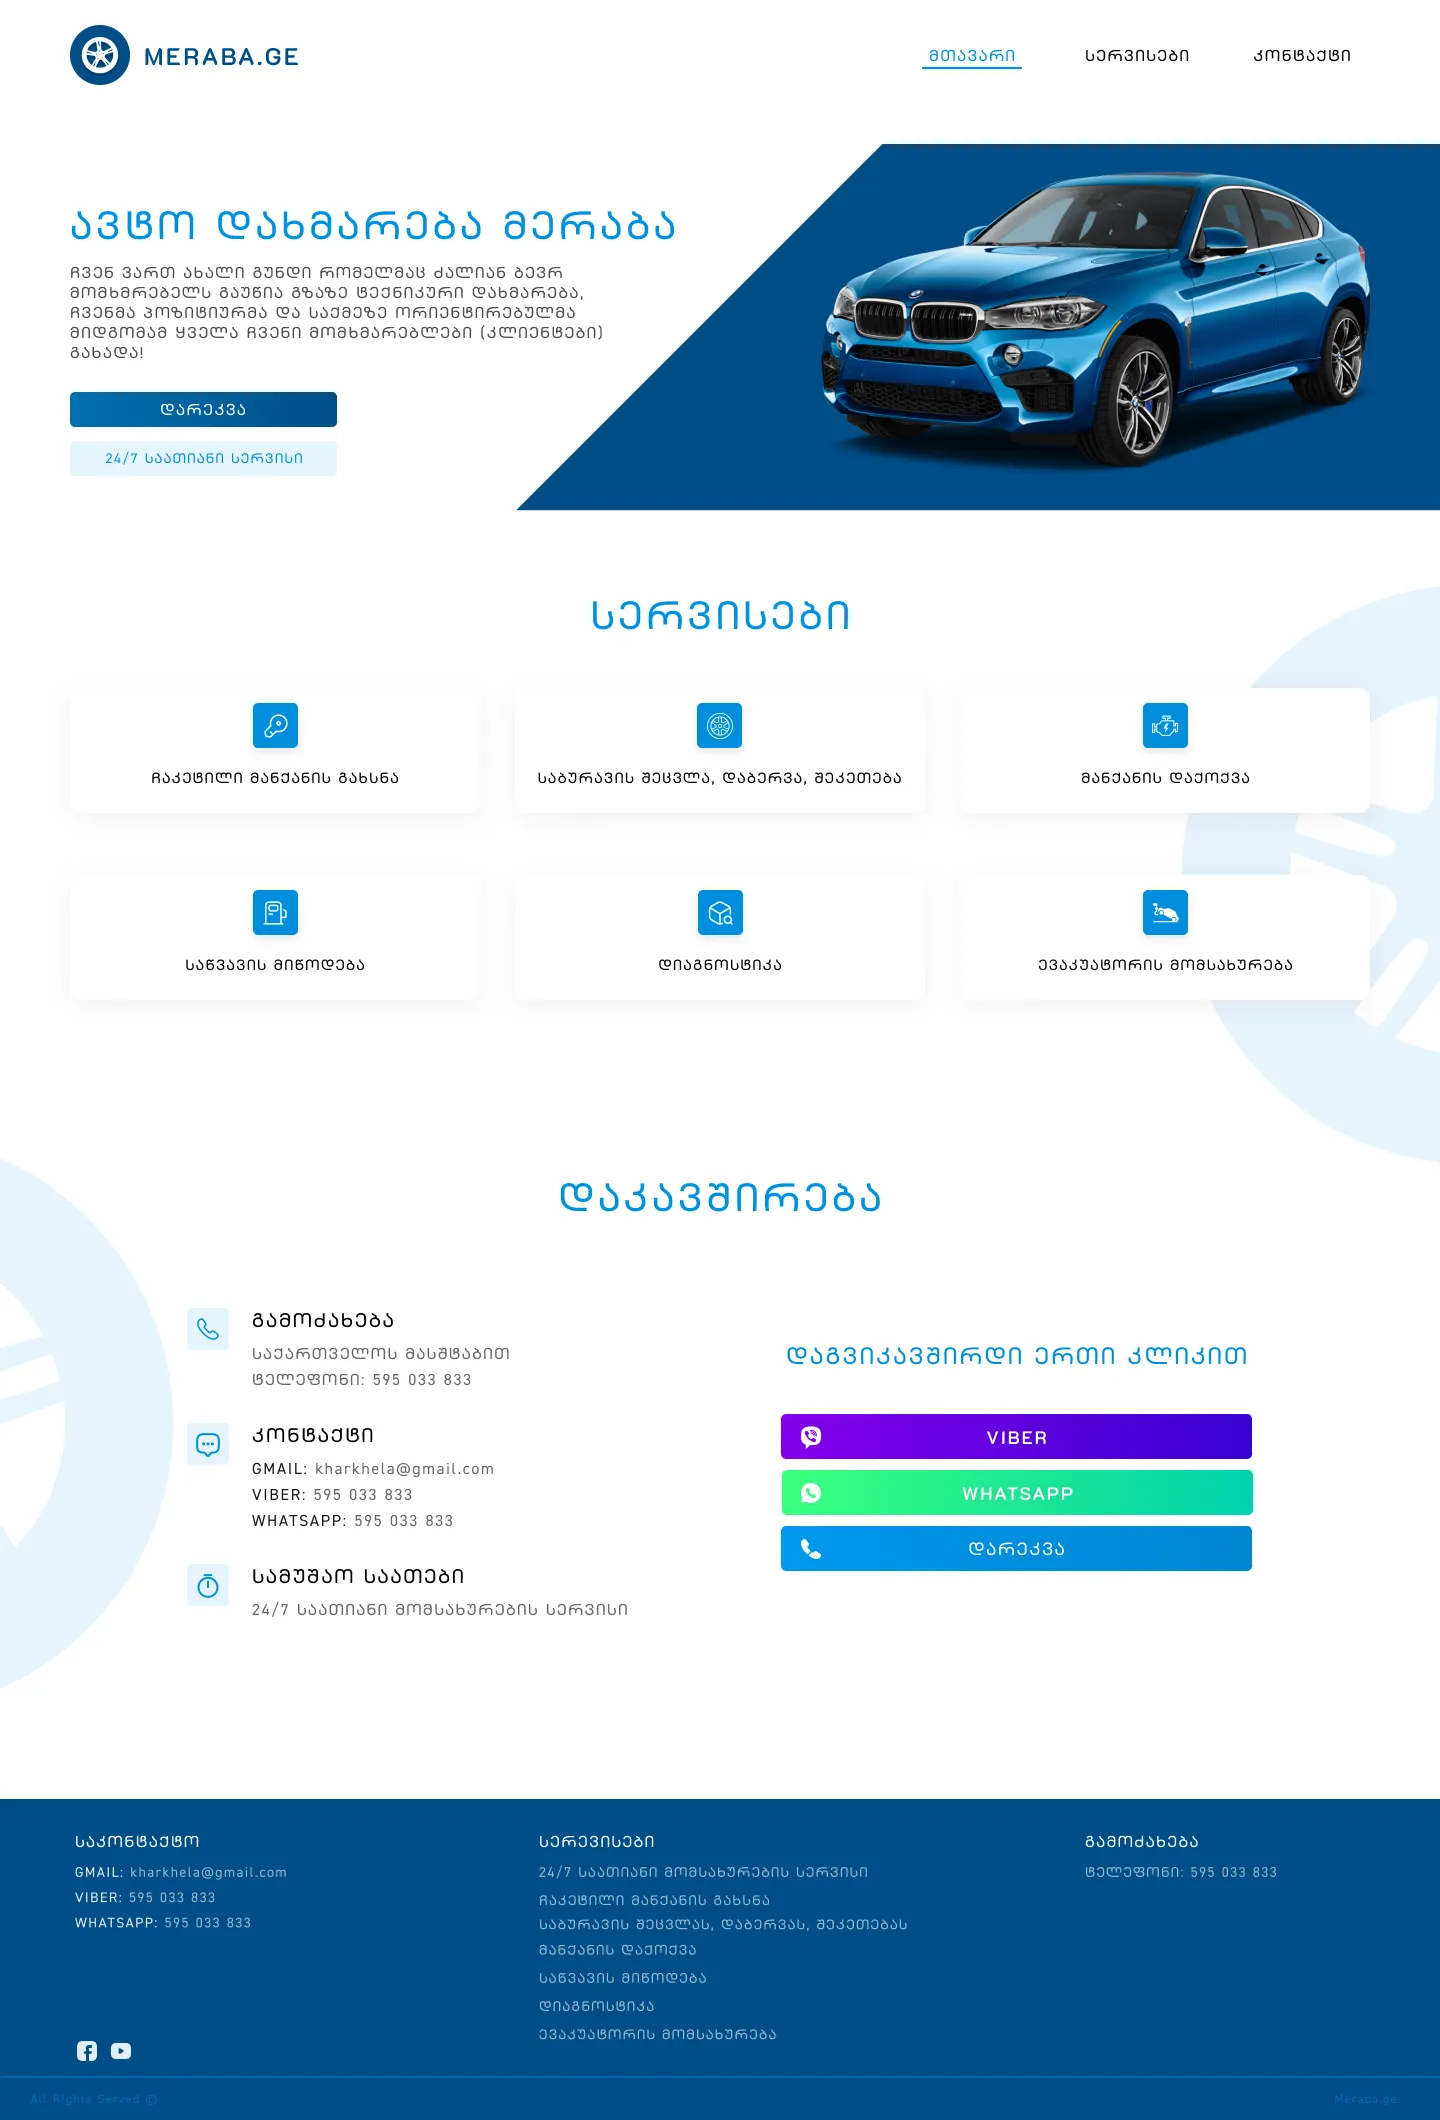 MERABA.GE
მთავარი
სერვისები
კონტაქტი
ავტო დახმარება მერაბა
ჩვენ ვართ ახალი გუნდი რომელმაც ძალიან ბევრ
მომხმრებელს გაუწია გზაზე ტექნიკური დახმარება,
ჩვენმა პოზიტიურმა და საქმეზე ორიენტირებულმა
მიდგომამ ყველა ჩვენი მომხმარებლები (კლიენტები)
გახადა!
დარეკვა
24/7 საათიანი სერვისი
სერვისები
ჩაკეტილი მანქანის გახსნა
საბურავის შეცვლა, დაბერვა, შეკეთება
მანქანის დაქოქვა
საწვავის მიწოდება
დიაგნოსტიკა
ევაკუატორის მომსახურება
დაკავშირება
გამოძახება
საქართველოს მასშტაბით
ტელეფონი: 595 033 833
კონტაქტი
GMAIL: kharkhela@gmail.com
VIBER: 595 033 833
WHATSAPP: 595 033 833
სამუშაო საათები
24/7 საათიანი მომსახურების სერვისი
დაგვიკავშირდი ერთი კლიკით
VIBER
WHATSAPP
დარეკვა
საკონტაქტო
GMAIL: kharkhela@gmail.com
VIBER: 595 033 833
WHATSAPP: 595 033 833
სერევისები
24/7 საათიანი მომსახურების სერვისი
ჩაკეტილი მანქანის გახსნა
საბურავის შეცვლას, დაბერვას, შეკეთებას
მანქანის დაქოქვა
საწვავის მიწოდება
დიაგნოსტიკა
ევაკუატორის მომსახურება
გამოძახება
ტელეფონი: 595 033 833
All Rights Served ©
Meraba.ge